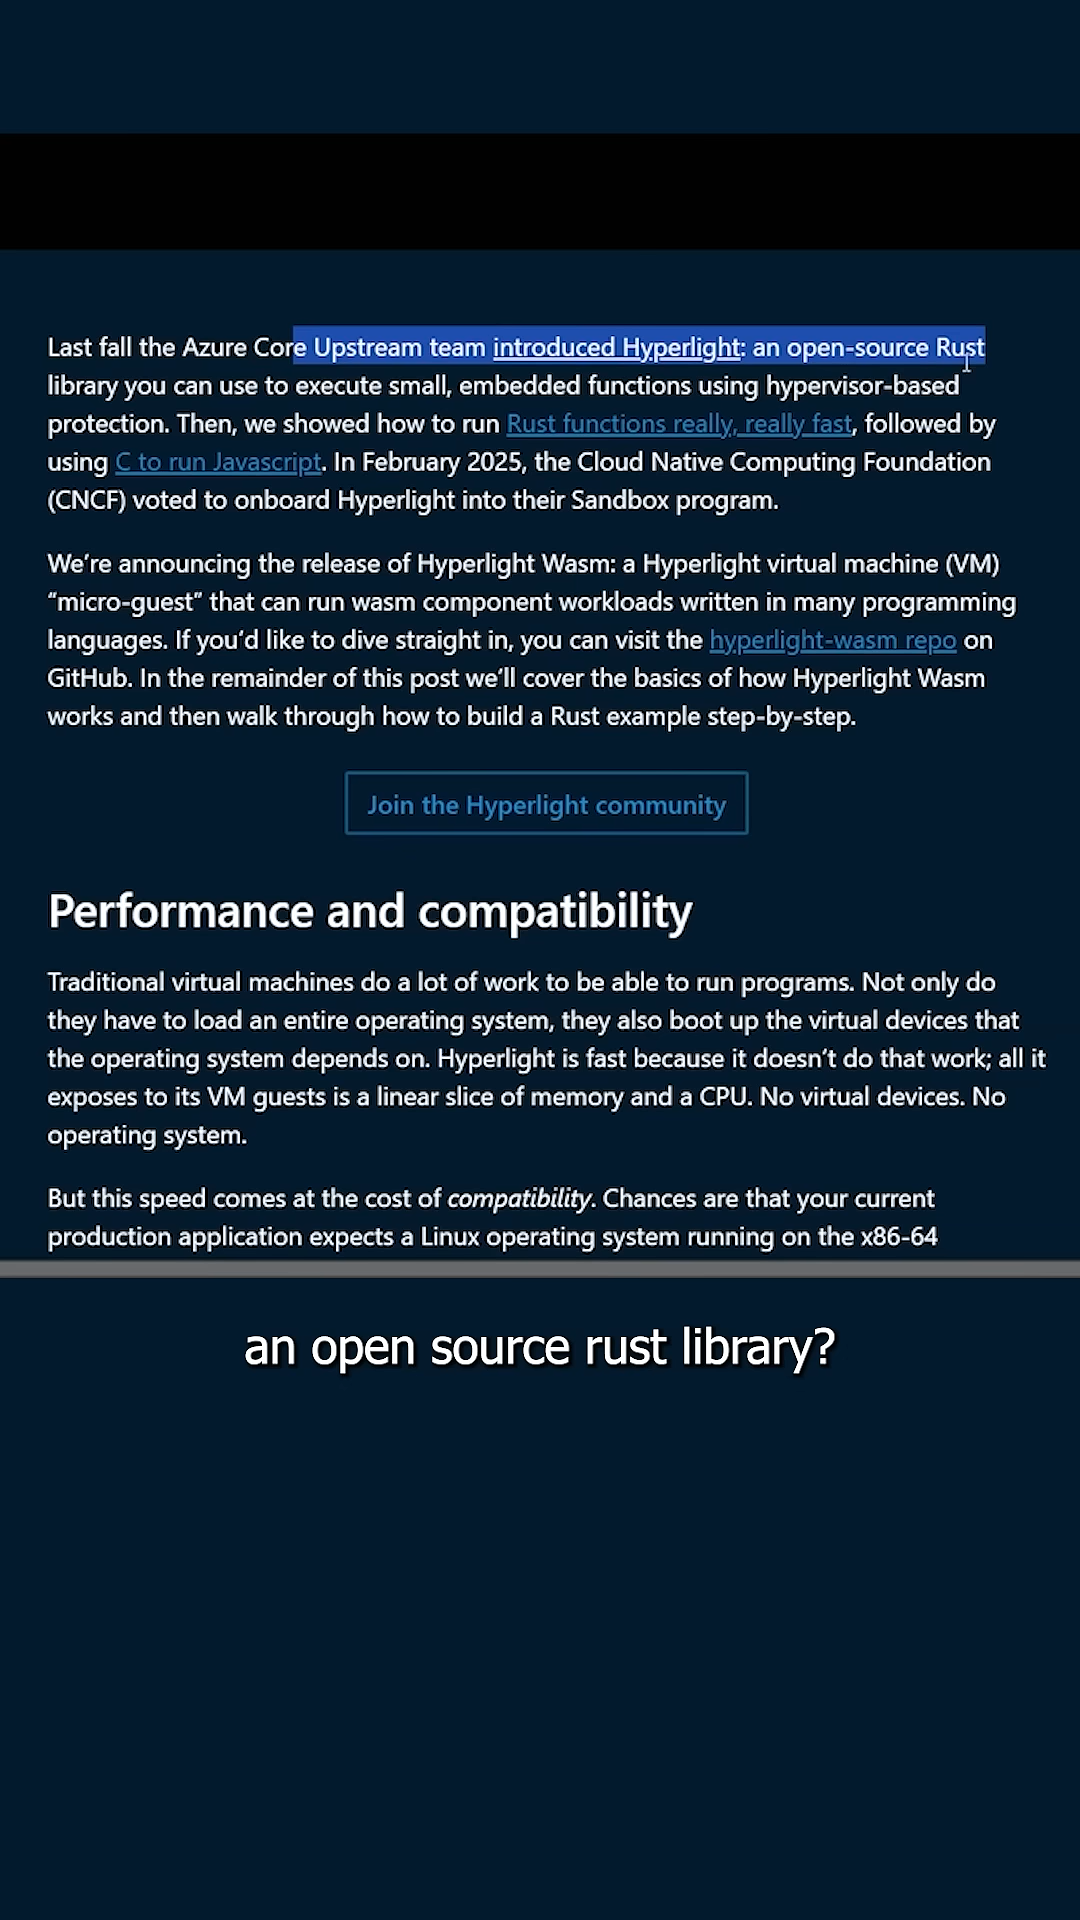 Last fall the Azure Core Upstream team introduced Hyperlight: an open-source Rust
library you can use to execute small, embedded functions using hypervisor-based
protection. Then, we showed how to run Rust functions really, really fast, followed by
using C to run Javascript. In February 2025, the Cloud Native Computing Foundation
(CNCF) voted to onboard Hyperlight into their Sandbox program.
We’re announcing the release of Hyperlight Wasm: a Hyperlight virtual machine (VM)
“micro-guest” that can run wasm component workloads written in many programming
languages. If you’d like to dive straight in, you can visit the hyperlight-wasm repo on
GitHub. In the remainder of this post we’ll cover the basics of how Hyperlight Wasm
works and then walk through how to build a Rust example step-by-step.
Join the Hyperlight community
Performance and compatibility
Traditional virtual machines do a lot of work to be able to run programs. Not only do
they have to load an entire operating system, they also boot up the virtual devices that
the operating system depends on. Hyperlight is fast because it doesn’t do that work; all it
exposes to its VM guests is a linear slice of memory and a CPU. No virtual devices. No
operating system.
But this speed comes at the cost of compatibility. Chances are that your current
production application expects a Linux operating system running on the x86-64
an open source rust library?